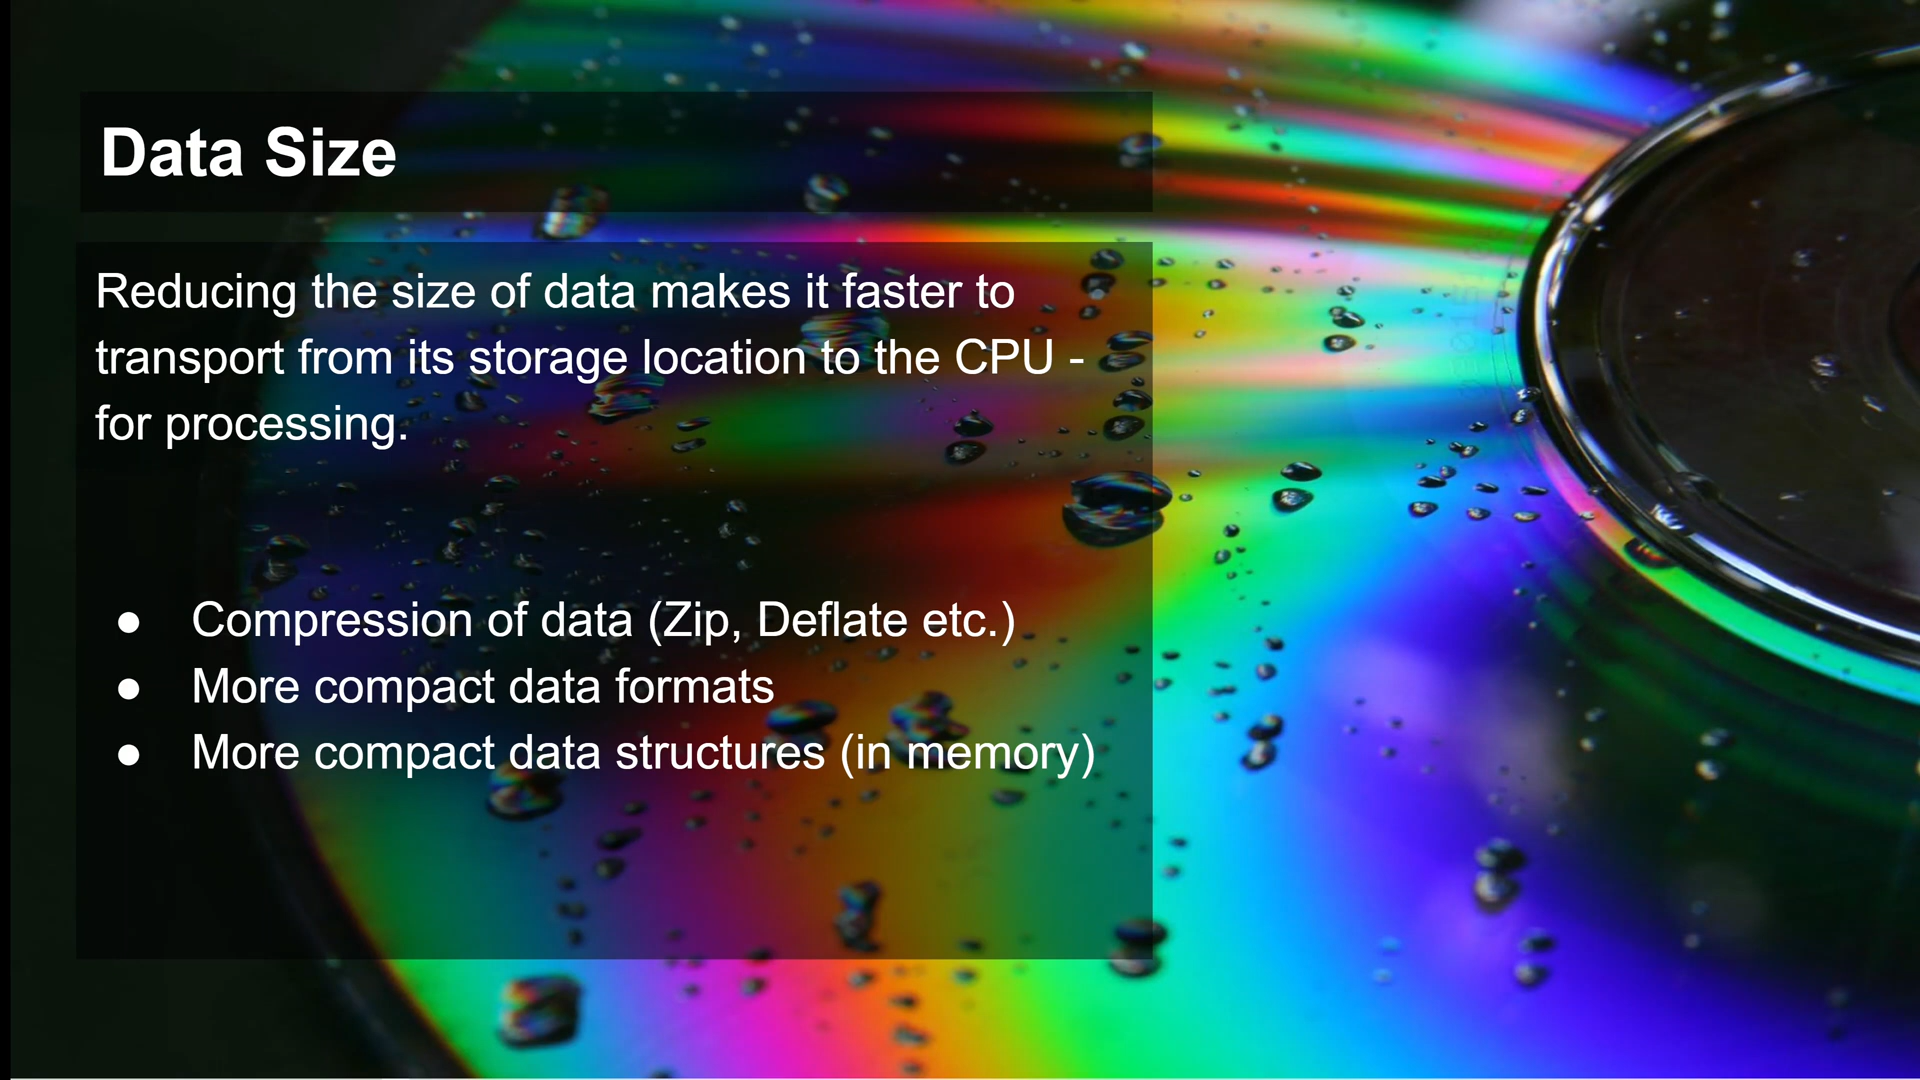 Data Size
Reducing the size of data makes it faster to
transport from its storage location to the CPU -
for processing.
● Compression of data (Zip, Deflate etc.)
● More compact data formats
● More compact data structures (in memory)